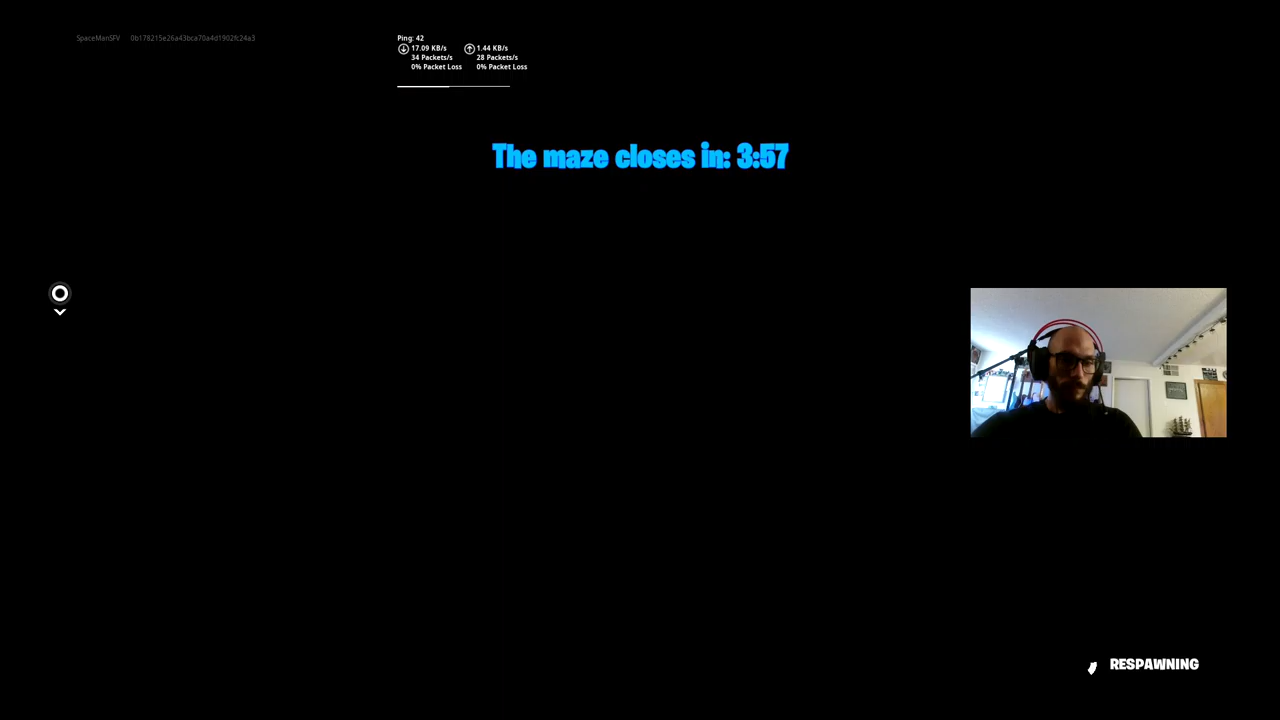 SpaceManSFV 0b178215e26a43bca70a4d1902fc24a3
Ping: 42
17.09 KB/s 1.44 KB/s
34 Packets/s 28 Packets/s
0% Packet Loss 0% Packet Loss
The maze closes in: 3:57
RESPAWNING